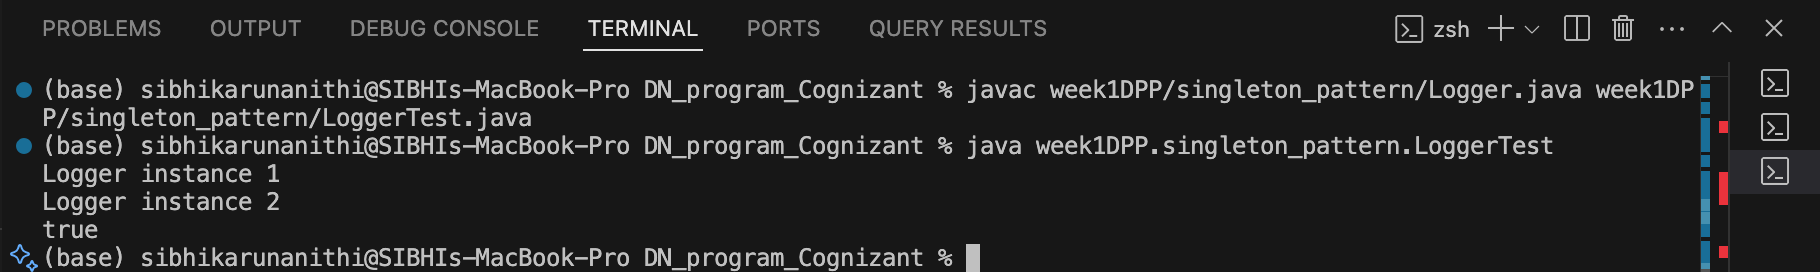 PROBLEMS OUTPUT DEBUG CONSOLE TERMINAL PORTS QUERY RESULTS zsh
(base) sibhikarunanithi@SIBHIs-MacBook-Pro DN_program_Cognizant % javac week1DPP/singleton_pattern/Logger.java week1DP
P/singleton_pattern/LoggerTest.java
(base) sibhikarunanithi@SIBHIs-MacBook-Pro DN_program_Cognizant % java week1DPP.singleton_pattern.LoggerTest
Logger instance 1
Logger instance 2
true
(base) sibhikarunanithi@SIBHIs-MacBook-Pro DN_program_Cognizant %